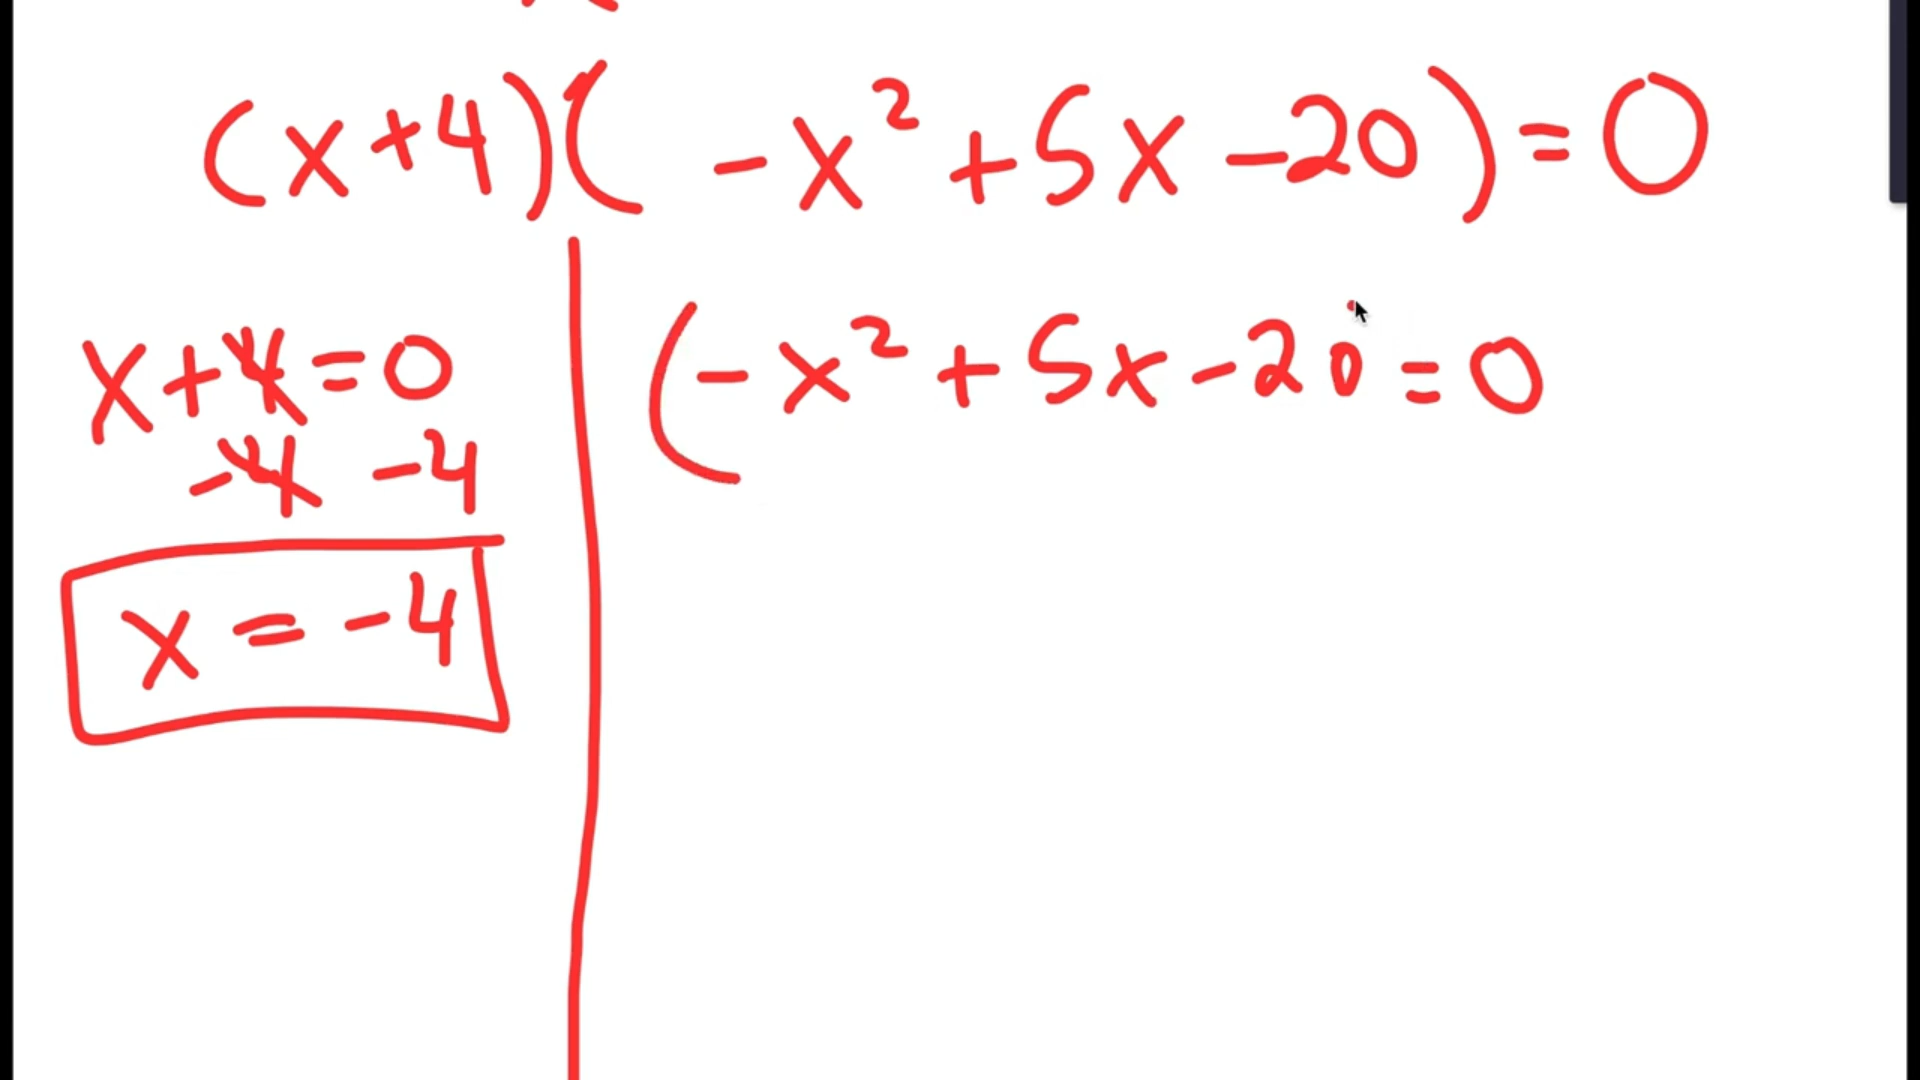 (x+4)(-x²+5x-20)=0
x+4=0
-4 -4
x=-4
(-x²+5x-20=0